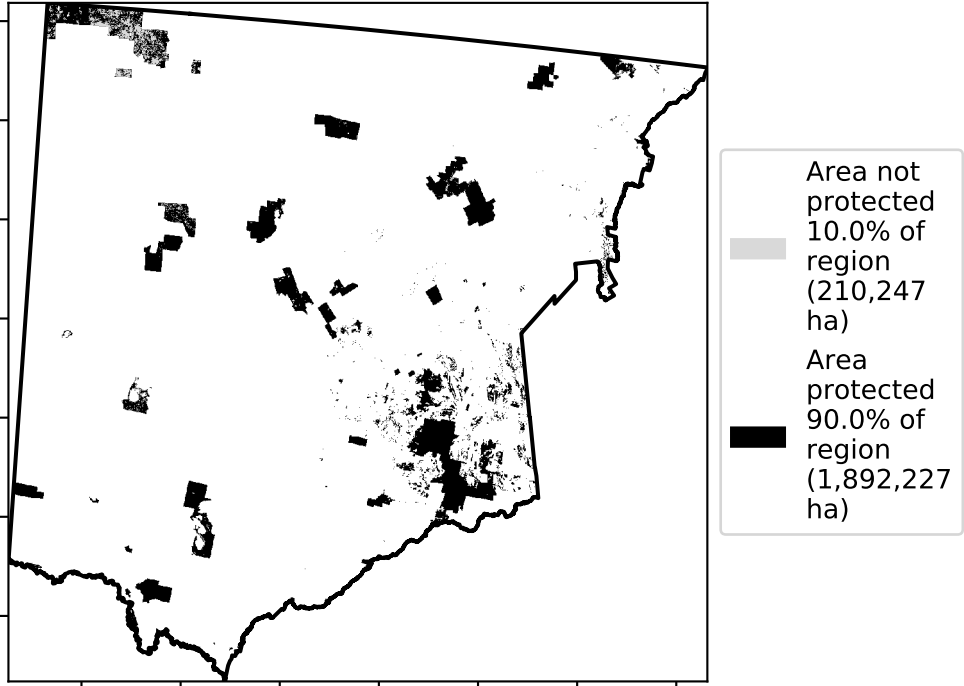 Area not
protected
10.0% of
region
(210,247
ha)
Area
protected
90.0% of
region
(1,892,227
ha)